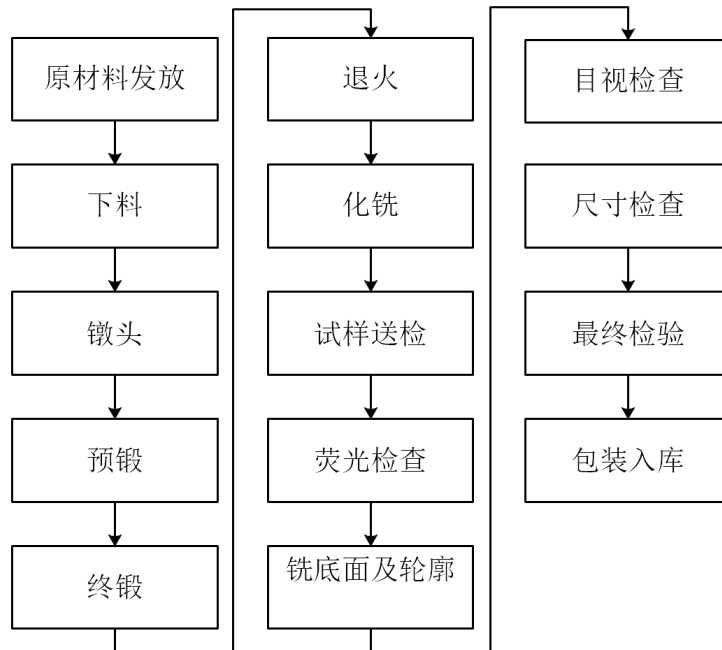 原材料发放
下料
镦头
预锻
终锻
退火
化铣
试样送检
荧光检查
铣底面及轮廓
目视检查
尺寸检查
最终检验
包装入库